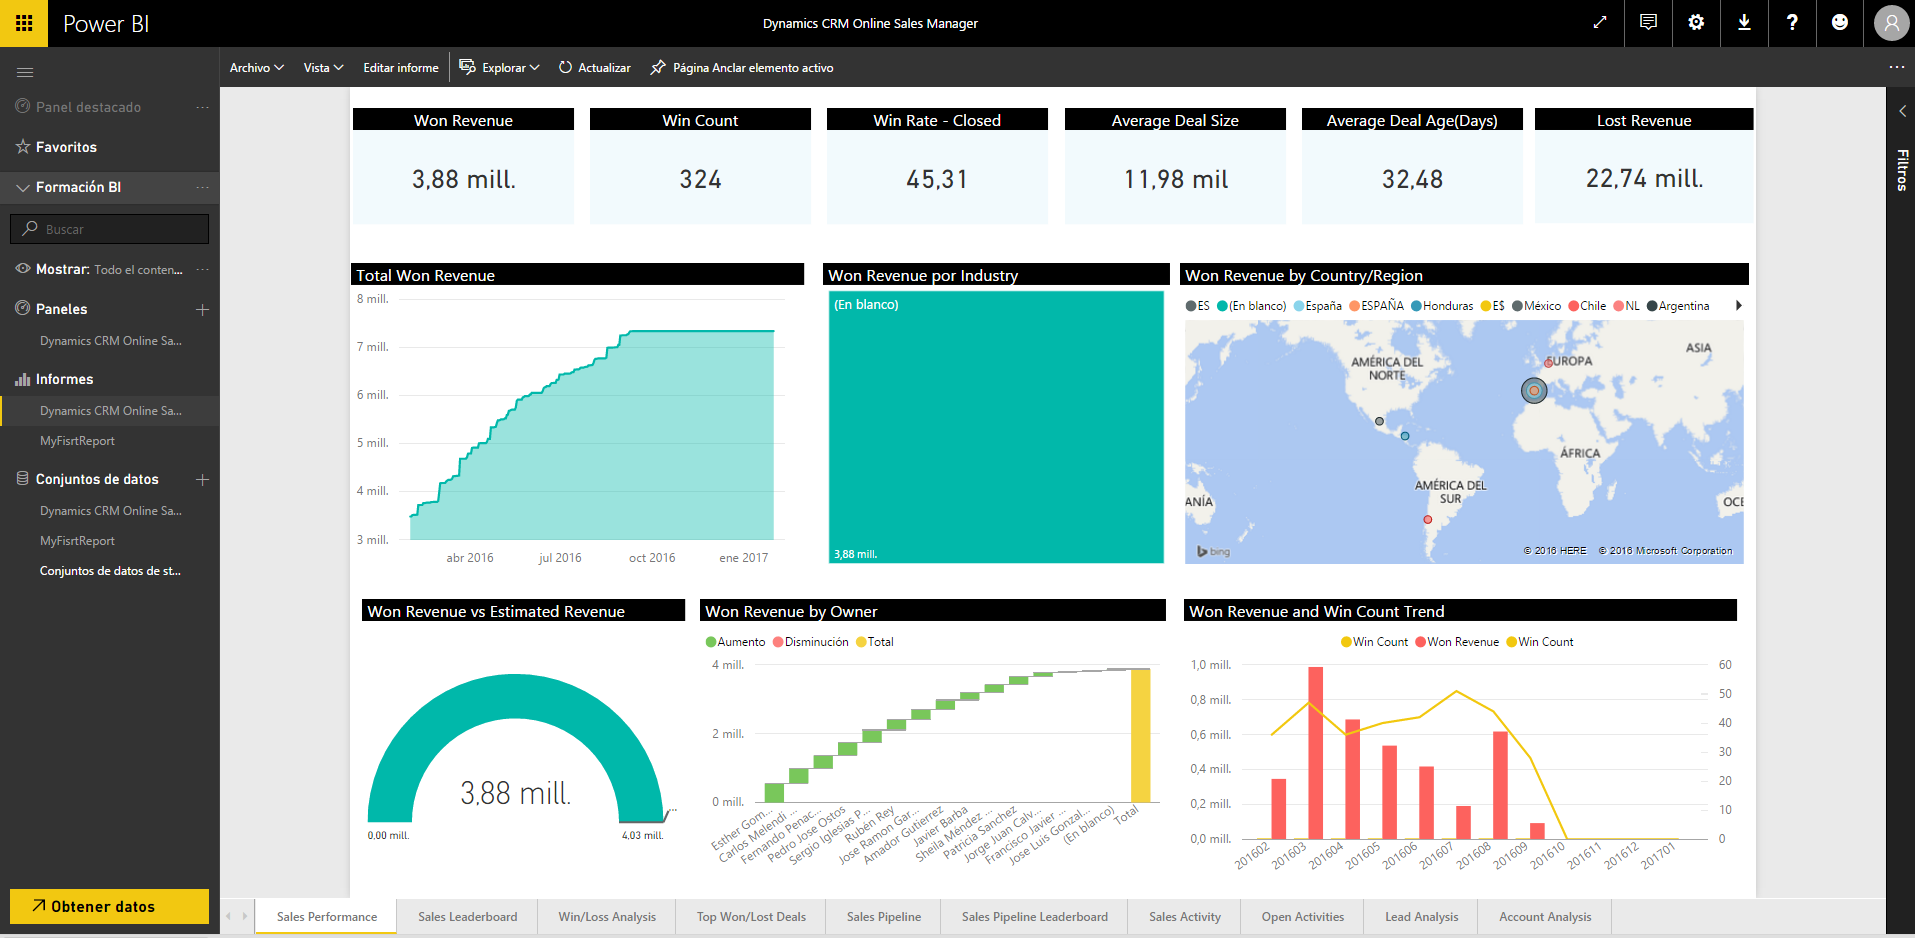 Power BI
Dynamics CRM Online Sales Manager
Archivo
Vista
Editar informe
Explorar
Actualizar
Página Anclar elemento activo
Panel destacado
Favoritos
Formación BI
Buscar
Mostrar: Todo el conten...
Paneles
Dynamics CRM Online Sa...
Informes
Dynamics CRM Online Sa...
MyFisrtReport
Conjuntos de datos
Dynamics CRM Online Sa...
MyFisrtReport
Conjuntos de datos de st...
Obtener datos
Filtros
Won Revenue
3,88 mill.
Win Count
324
Win Rate - Closed
45,31
Average Deal Size
11,98 mil
Average Deal Age(Days)
32,48
Lost Revenue
22,74 mill.
Total Won Revenue
8 mill.
7 mill.
6 mill.
5 mill.
4 mill.
3 mill.
abr 2016 jul 2016 oct 2016 ene 2017
Won Revenue por Industry
(En blanco)
3,88 mill.
Won Revenue by Country/Region
ES (En blanco) España ESPAÑA Honduras E$ México Chile NL Argentina
AMÉRICA DEL
NORTE
EUROPA
ASIA
ÁFRICA
AMÉRICA DEL
SUR
ANÍA
OCE
bing
© 2016 HERE © 2016 Microsoft Corporation
Won Revenue vs Estimated Revenue
3,88 mill.
0,00 mill.
4,03 mill.
...
Won Revenue by Owner
Aumento Disminución Total
4 mill.
2 mill.
0 mill.
Esther Gom...
Carlos Melendi ...
Fernando Penac...
Pedro Jose Ostos
Sergio Iglesias P...
Rubén Rey
Jose Ramon Gar...
Amador Gutierrez
Javier Barba
Sheila Méndez ...
Patricia Sanchez
Jorge Juan Calv...
Francisco Javier ...
Jose Luis Gonzal...
(En blanco)
Total
Won Revenue and Win Count Trend
Win Count Won Revenue Win Count
1,0 mill.
0,8 mill.
0,6 mill.
0,4 mill.
0,2 mill.
0,0 mill.
60
50
40
30
20
10
0
201602
201603
201604
201605
201606
201607
201608
201609
201610
201611
201612
201701
Sales Performance
Sales Leaderboard
Win/Loss Analysis
Top Won/Lost Deals
Sales Pipeline
Sales Pipeline Leaderboard
Sales Activity
Open Activities
Lead Analysis
Account Analysis